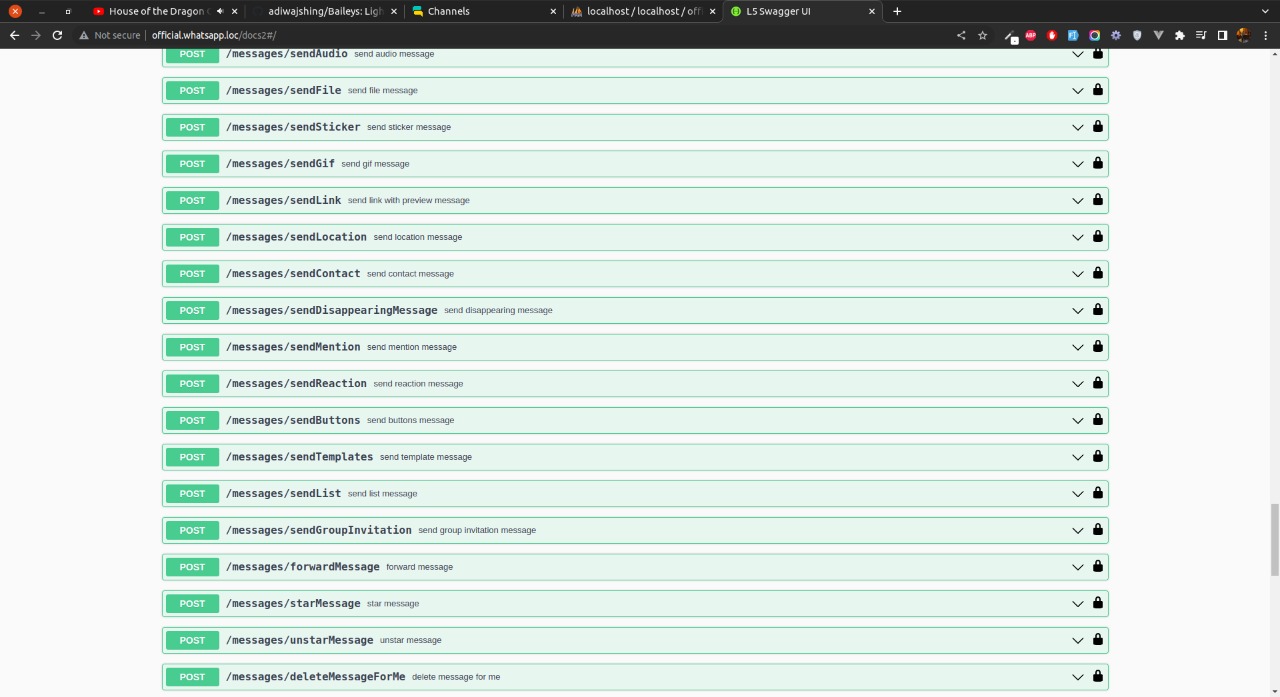 House of the Dragon
adiwajshing/Baileys: Ligh
Channels
localhost / localhost / offi
L5 Swagger UI
Not secure official.whatsapp.loc/docs2#/
POST /messages/sendAudio send audio message
POST /messages/sendFile send file message
POST /messages/sendSticker send sticker message
POST /messages/sendGif send gif message
POST /messages/sendLink send link with preview message
POST /messages/sendLocation send location message
POST /messages/sendContact send contact message
POST /messages/sendDisappearingMessage send disappearing message
POST /messages/sendMention send mention message
POST /messages/sendReaction send reaction message
POST /messages/sendButtons send buttons message
POST /messages/sendTemplates send template message
POST /messages/sendList send list message
POST /messages/sendGroupInvitation send group invitation message
POST /messages/forwardMessage forward message
POST /messages/starMessage star message
POST /messages/unstarMessage unstar message
POST /messages/deleteMessageForMe delete message for me